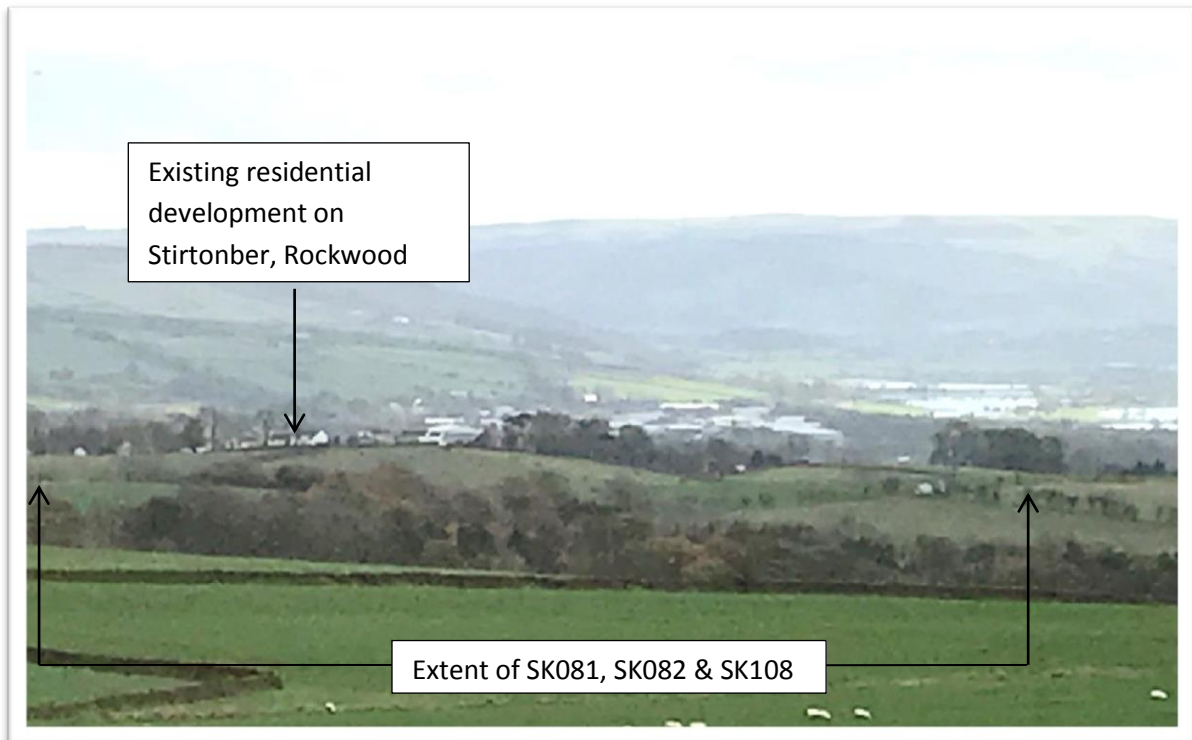 Existing residential
development on
Stirtonber, Rockwood
Extent of SK081, SK082 & SK108